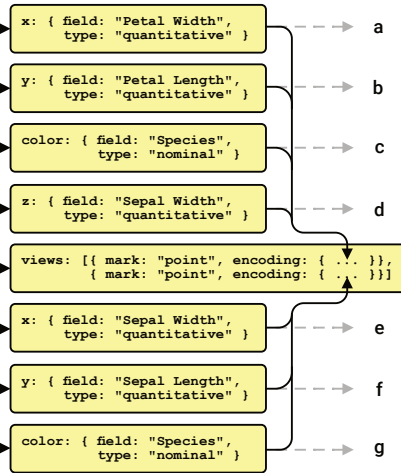 x: { field: "Petal Width",
type: "quantitative" }
a
y: { field: "Petal Length",
type: "quantitative" }
b
color: { field: "Species",
type: "nominal" }
c
z: { field: "Sepal Width",
type: "quantitative" }
d
views: [{ mark: "point", encoding: { ... }},
{ mark: "point", encoding: { ... }}]
x: { field: "Sepal Width",
type: "quantitative" }
e
y: { field: "Sepal Length",
type: "quantitative" }
f
color: { field: "Species",
type: "nominal" }
g